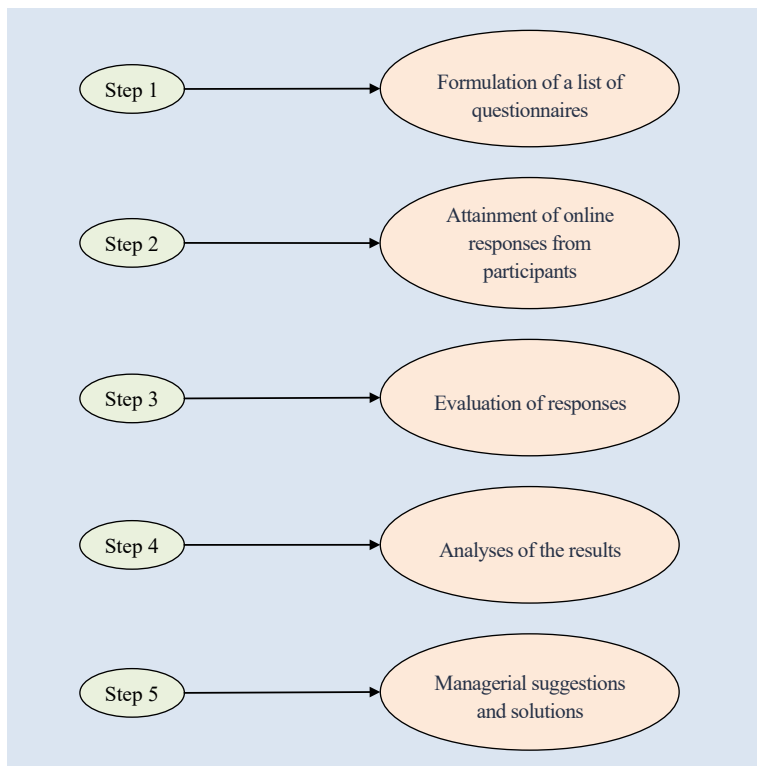 Step 1
Formulation of a list of
questionnaires
Step 2
Attainment of online
responses from
participants
Step 3
Evaluation of responses
Step 4
Analyses of the results
Step 5
Managerial suggestions
and solutions